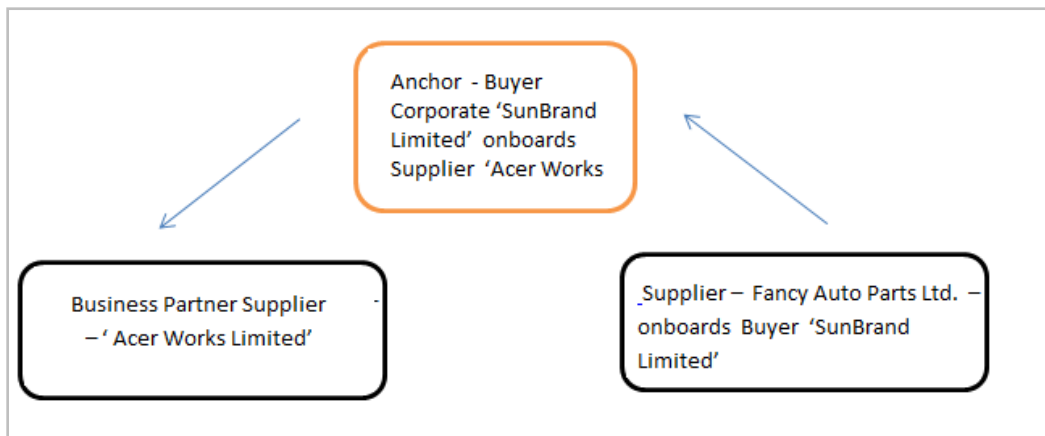 Anchor - Buyer
Corporate ‘SunBrand
Limited’ onboards
Supplier ‘Acer Works
Business Partner Supplier -
– ‘ Acer Works Limited’
Supplier – Fancy Auto Parts Ltd. –
onboards Buyer ‘SunBrand
Limited’